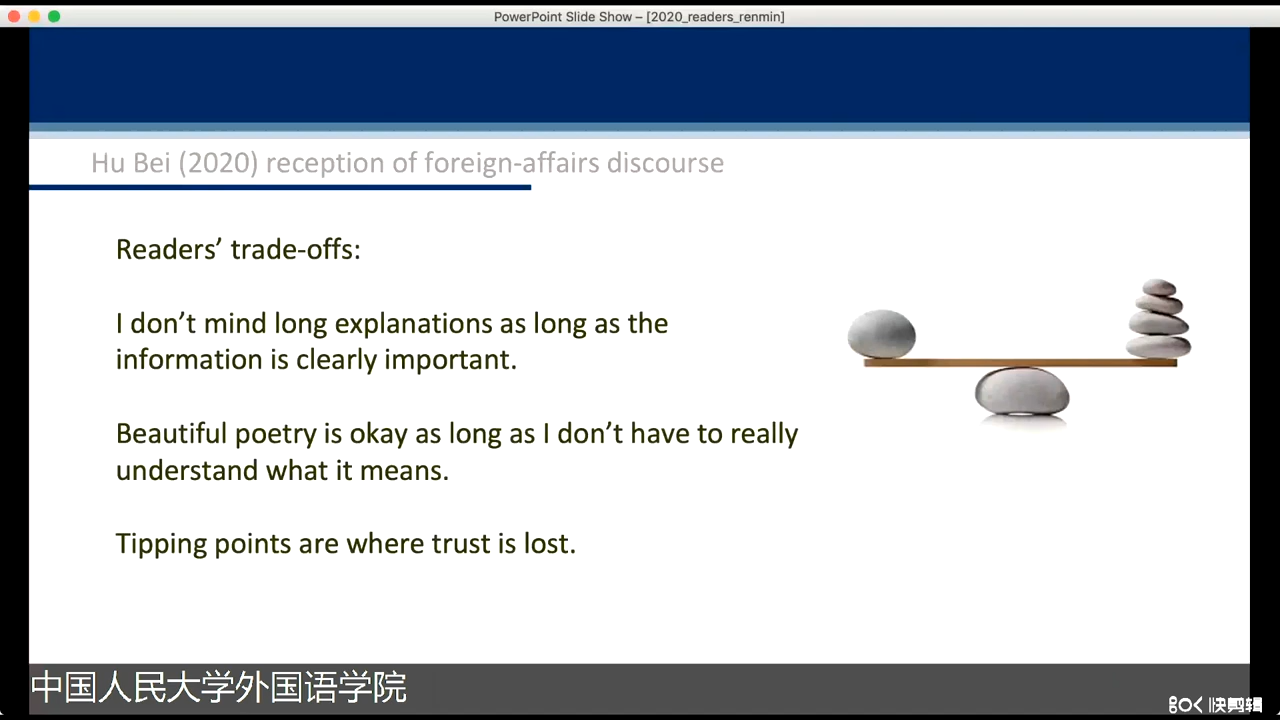 PowerPoint Slide Show – [2020_readers_renmin]
Hu Bei (2020) reception of foreign-affairs discourse
Readers’ trade-offs:
I don’t mind long explanations as long as the
information is clearly important.
Beautiful poetry is okay as long as I don’t have to really
understand what it means.
Tipping points are where trust is lost.
中国人民大学外国语学院
快剪辑